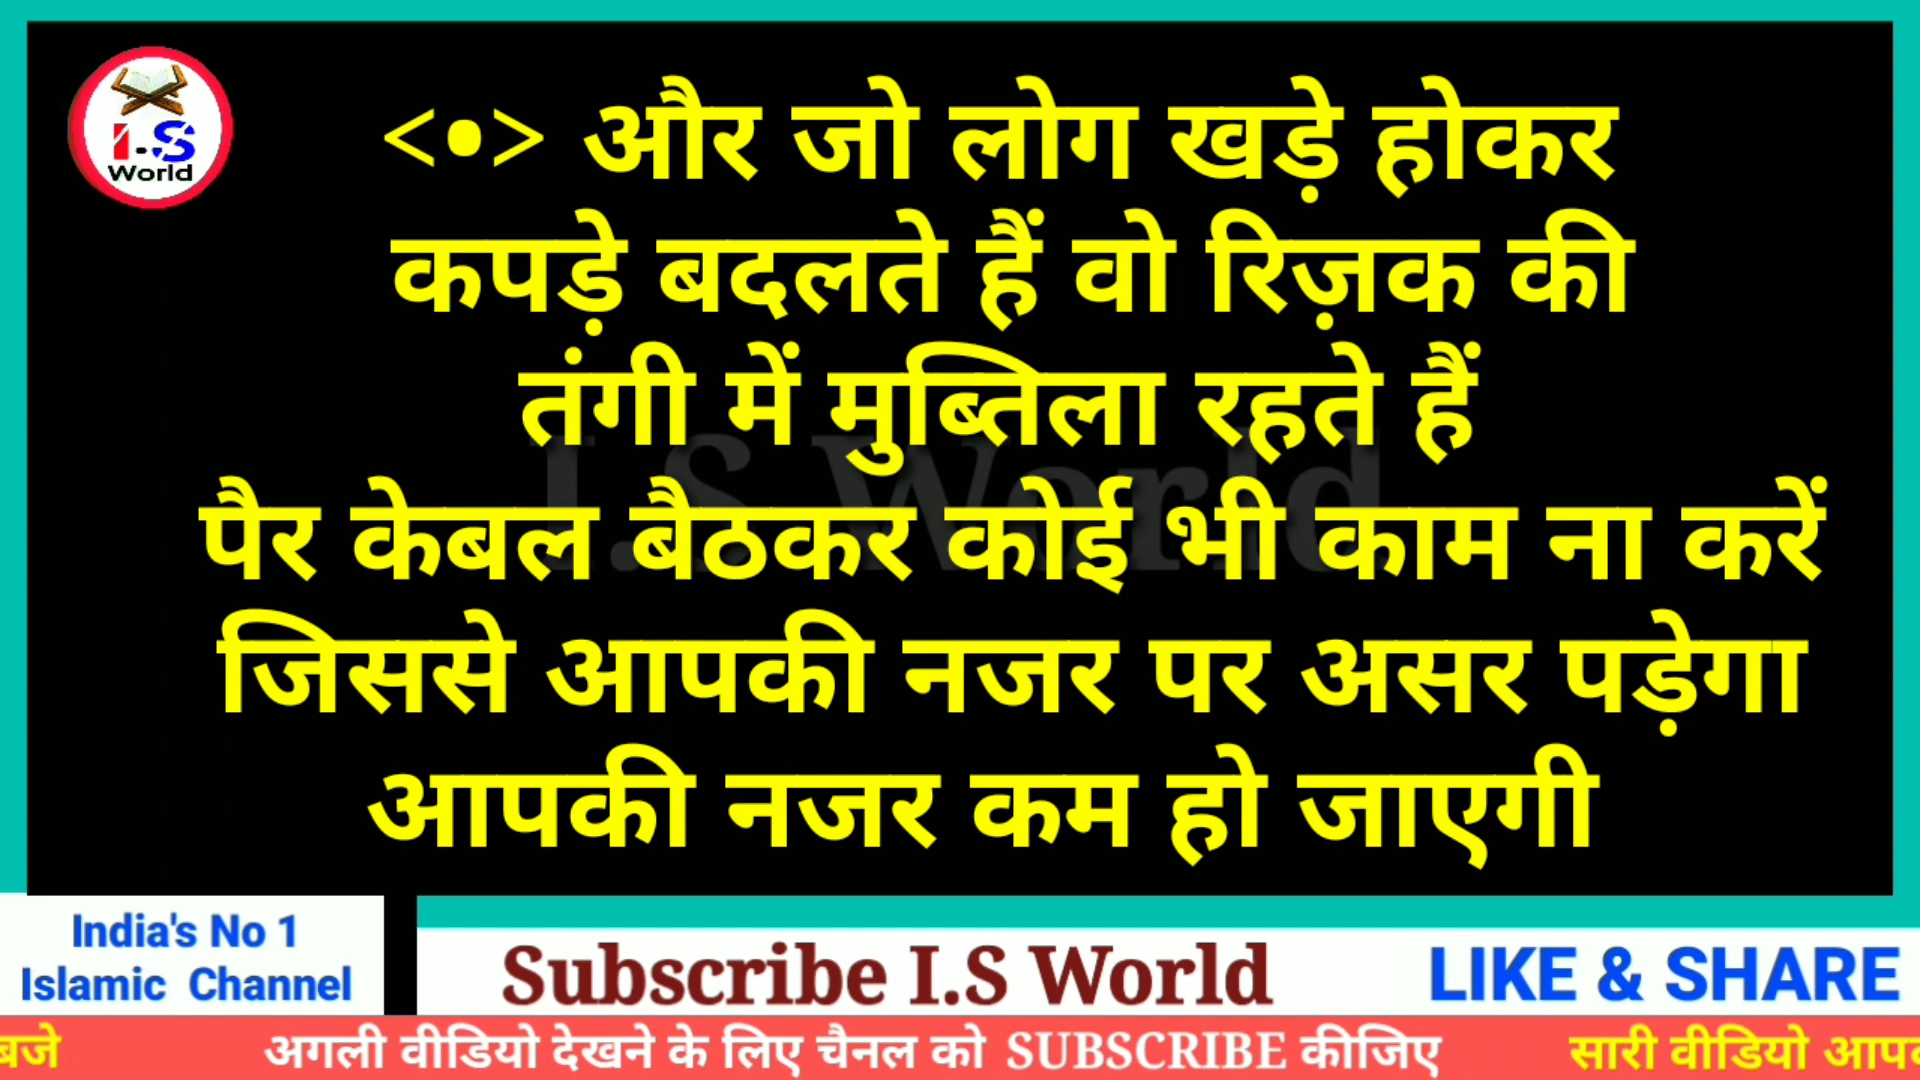 I.S
World
<•> और जो लोग खड़े होकर
कपड़े बदलते हैं वो रिज़क की
तंगी में मुब्तिला रहते हैं
पैर केबल बैठकर कोई भी काम ना करें
जिससे आपकी नजर पर असर पड़ेगा
आपकी नजर कम हो जाएगी
I.S World
India's No 1
Islamic Channel
Subscribe I.S World
LIKE & SHARE
बजे अगली वीडियो देखने के लिए चैनल को SUBSCRIBE कीजिए सारी वीडियो